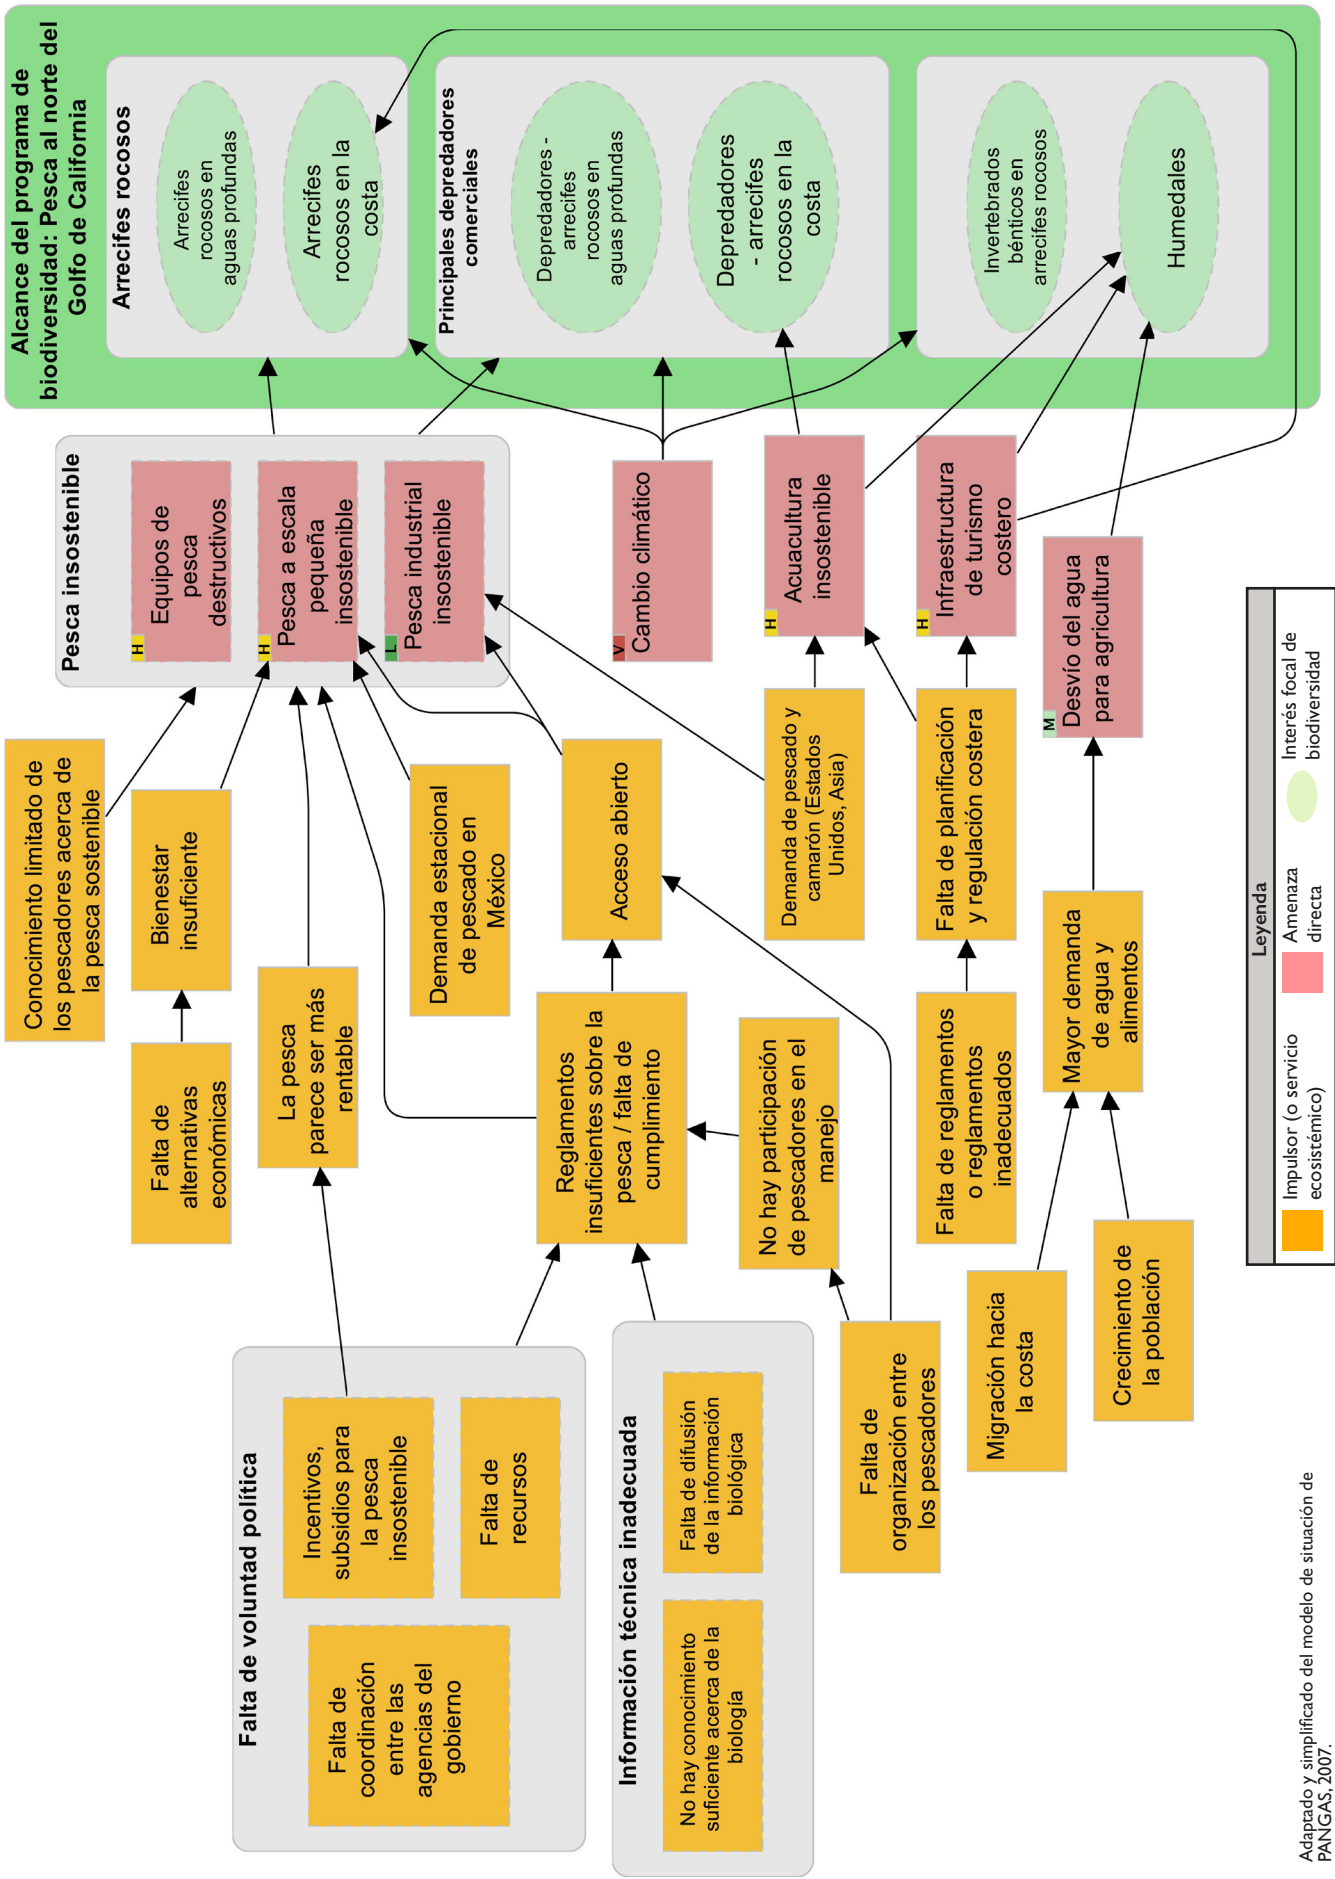 Alcance del programa de
biodiversidad: Pesca al norte del
Golfo de California
Arrecifes rocosos
Arrecifes
rocosos en
aguas profundas
Arrecifes
rocosos en la
costa
Principales depredadores
comerciales
Depredadores -
arrecifes
rocosos en
aguas profundas
Depredadores
- arrecifes
rocosos en la
costa
Invertebrados
bénticos en
arrecifes rocosos
Humedales
Pesca insostenible
H
Equipos de
pesca
destructivos
H
Pesca a escala
pequeña
insostenible
L
Pesca industrial
insostenible
V
Cambio climático
H
Acuacultura
insostenible
H
Infraestructura
de turismo
costero
M
Desvío del agua
para agricultura
Conocimiento limitado de
los pescadores acerca de
la pesca sostenible
Bienestar
insuficiente
Falta de
alternativas
económicas
La pesca
parece ser más
rentable
Demanda estacional
de pescado en
México
Acceso abierto
Reglamentos
insuficientes sobre la
pesca / falta de
cumplimiento
No hay participación
de pescadores en el
manejo
Demanda de pescado y
camarón (Estados
Unidos, Asia)
Falta de planificación
y regulación costera
Falta de reglamentos
o reglamentos
inadecuados
Mayor demanda
de agua y
alimentos
Migración hacia
la costa
Crecimiento de
la población
Falta de voluntad política
Incentivos,
subsidios para
la pesca
insostenible
Falta de
recursos
Falta de
coordinación
entre las
agencias del
gobierno
Información técnica inadecuada
Falta de difusión
de la información
biológica
No hay conocimiento
suficiente acerca de la
biología
Falta de
organización entre
los pescadores
Leyenda
Impulsor (o servicio
ecosistémico
Amenaza
directa
Interés focal de
biodiversidad
Adaptado y simplificado del modelo de situación de
PANGAS, 2007.